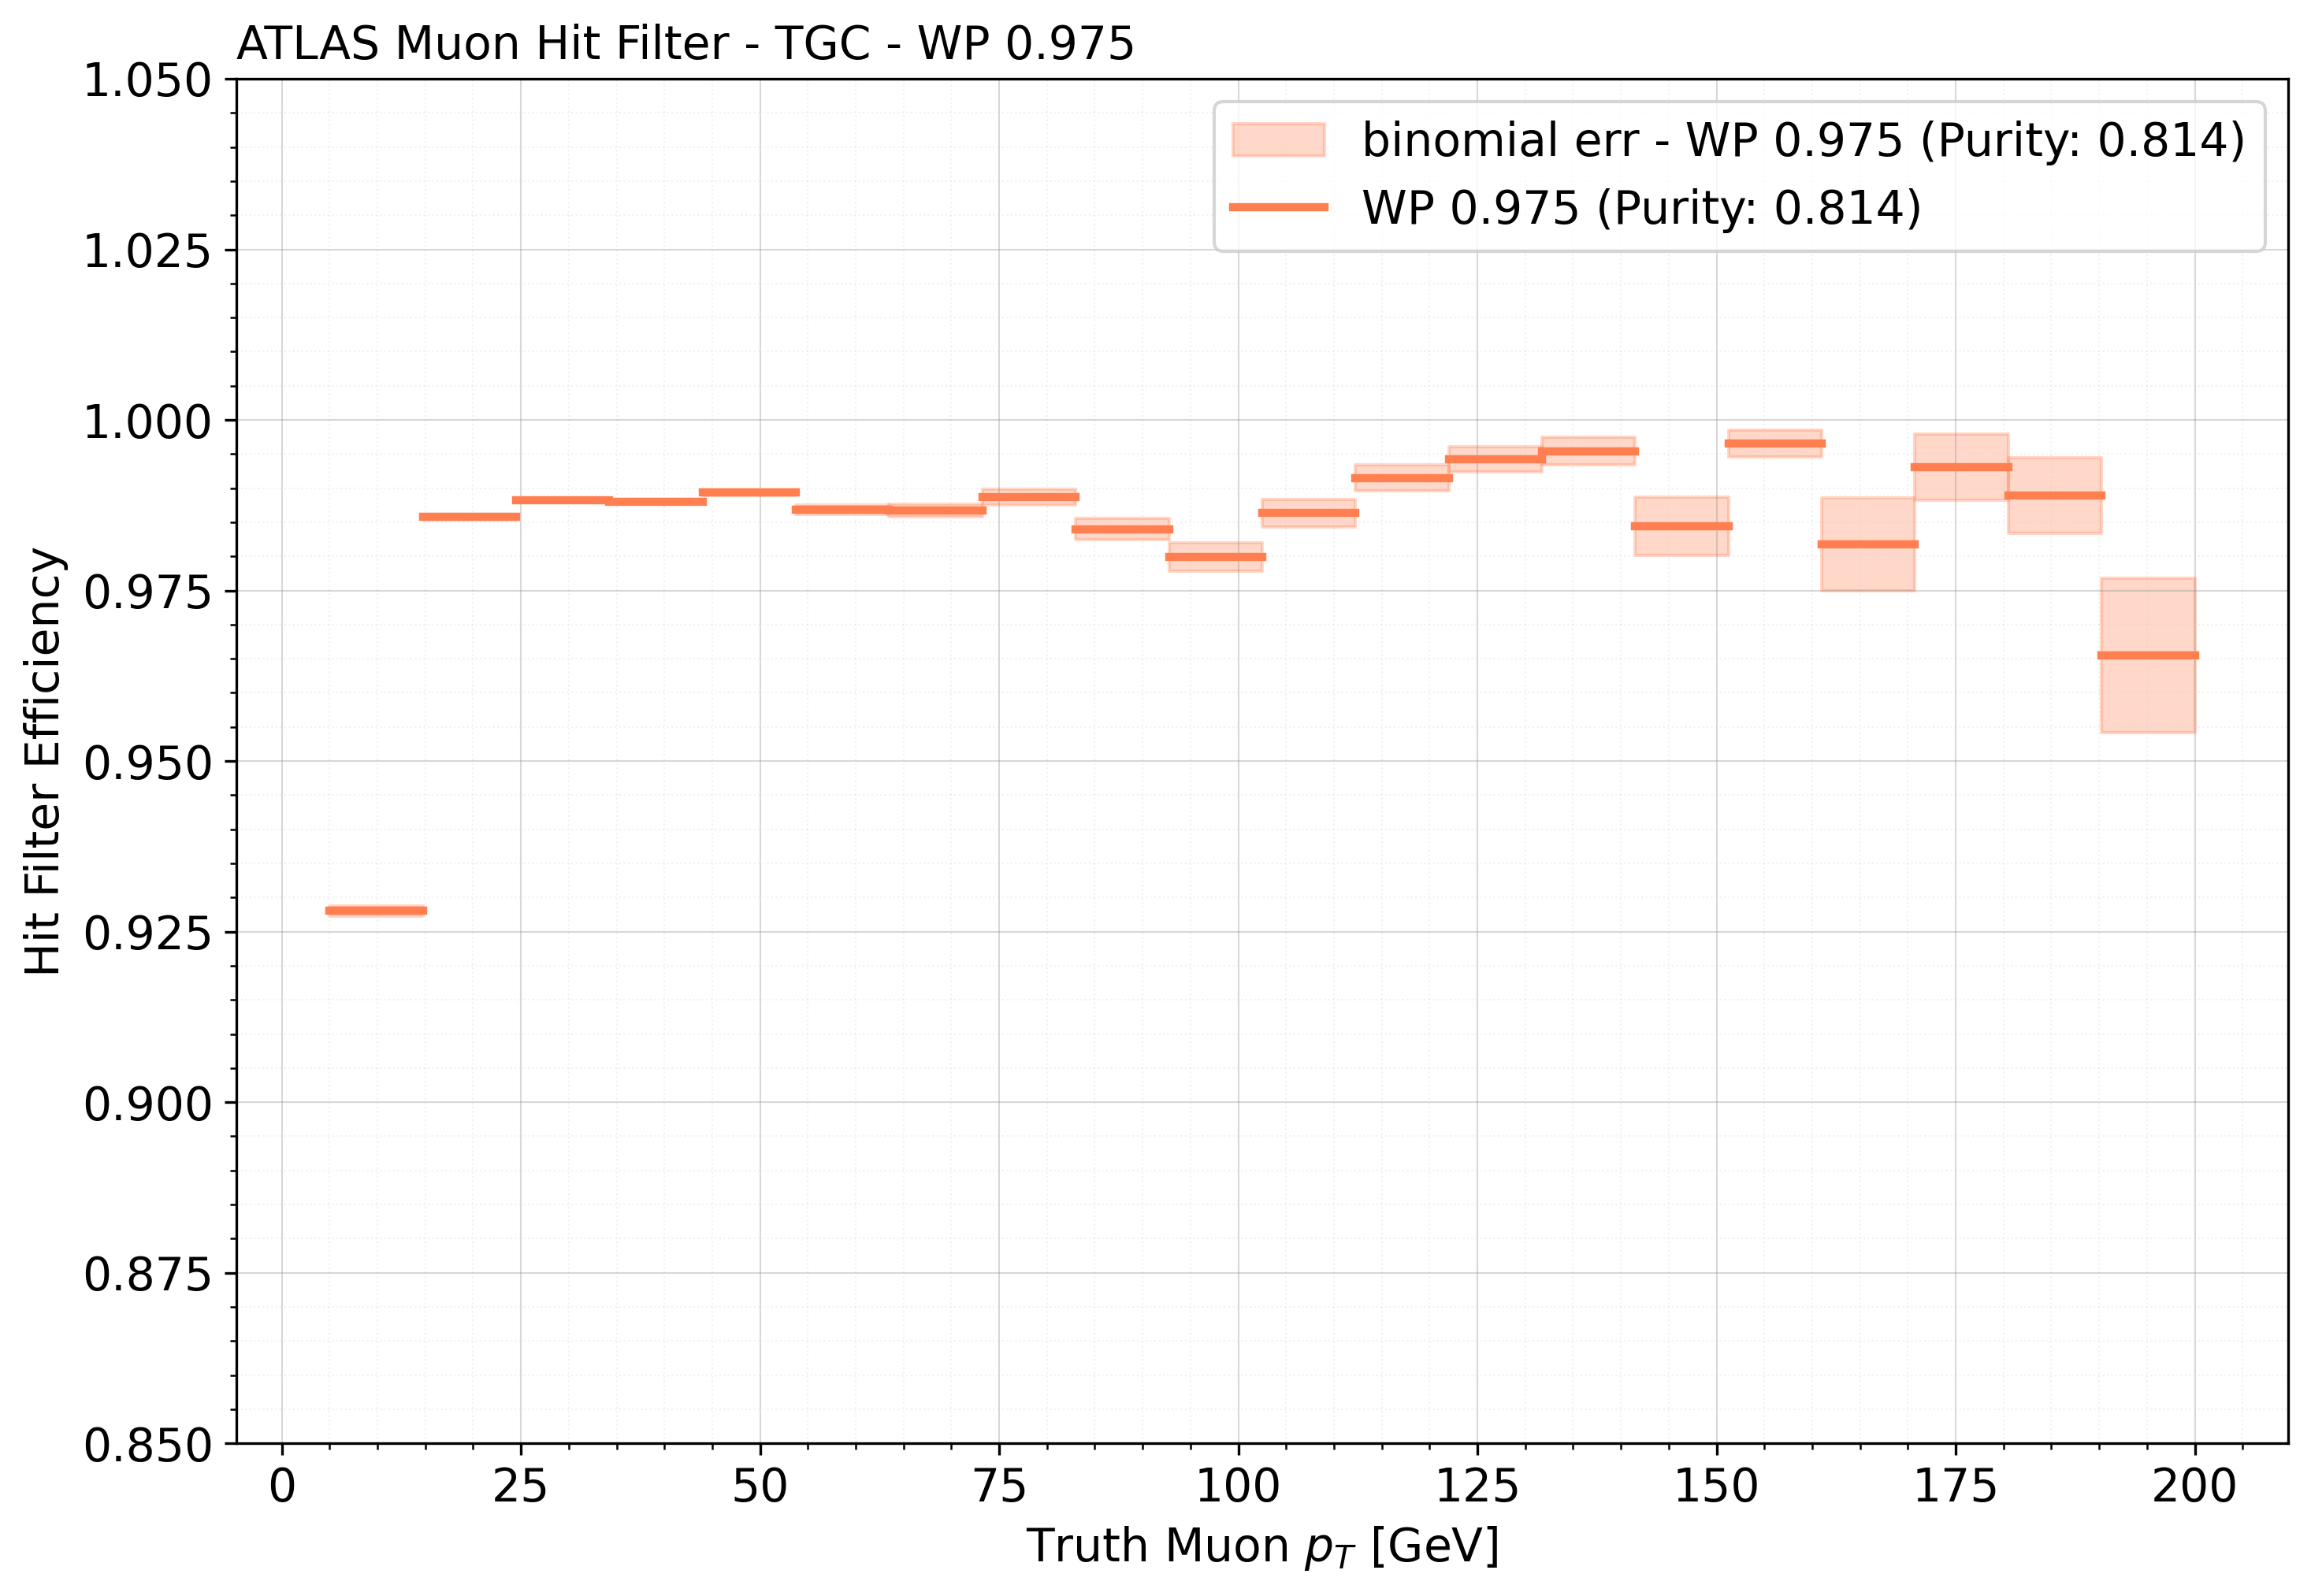 ATLAS Muon Hit Filter - TGC - WP 0.975
binomial err - WP 0.975 (Purity: 0.814)
WP 0.975 (Purity: 0.814)
Hit Filter Efficiency
1.050
1.025
1.000
0.975
0.950
0.925
0.900
0.875
0.850
0 25 50 75 100 125 150 175 200
Truth Muon p_T [GeV]